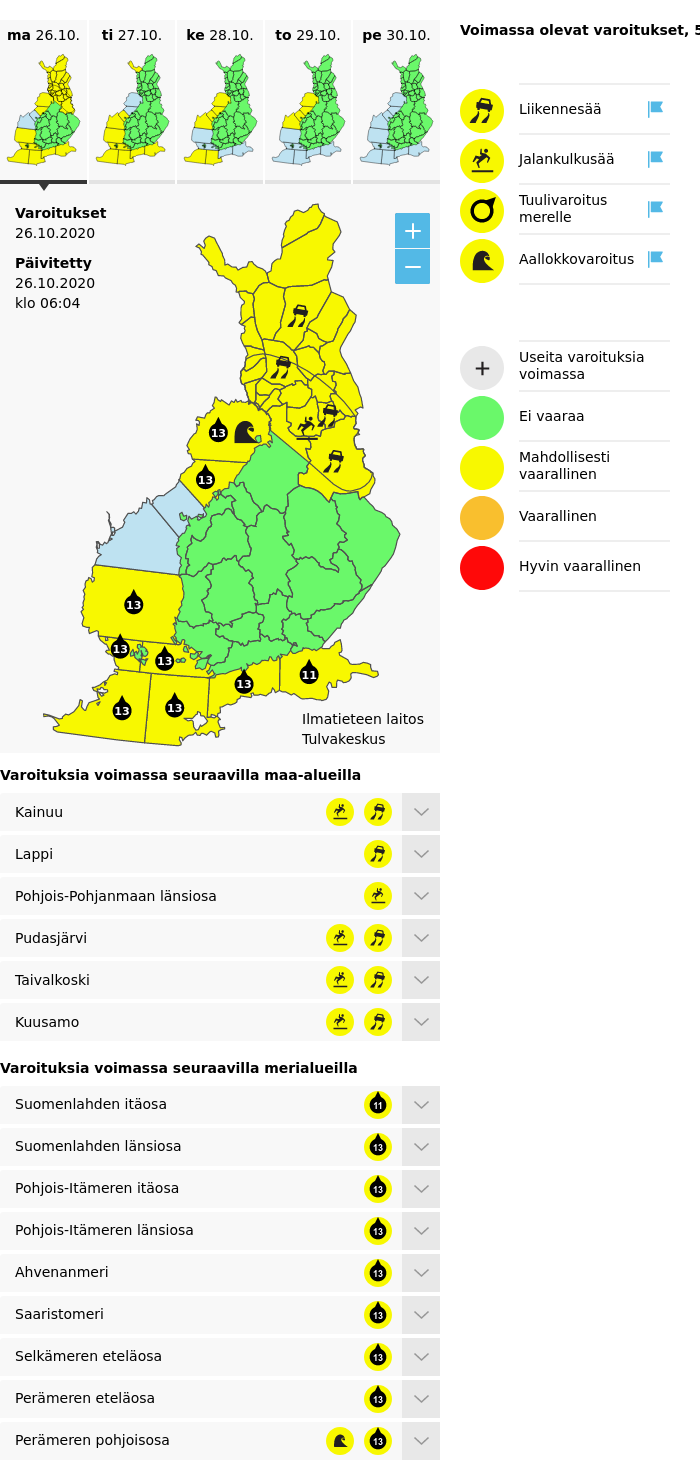 ma 26.10.
ti 27.10.
ke 28.10.
to 29.10.
pe 30.10.
Varoitukset
26.10.2020
Päivitetty
26.10.2020
klo 06:04
+
−
13
13
13
13
13
13
13
13
11
Ilmatieteen laitos
Tulvakeskus
Voimassa olevat varoitukset, 5
Liikennesää
Jalankulkusää
Tuulivaroitus
merelle
Aallokkovaroitus
+
Useita varoituksia
voimassa
Ei vaaraa
Mahdollisesti
vaarallinen
Vaarallinen
Hyvin vaarallinen
Varoituksia voimassa seuraavilla maa-alueilla
Kainuu
Lappi
Pohjois-Pohjanmaan länsiosa
Pudasjärvi
Taivalkoski
Kuusamo
Varoituksia voimassa seuraavilla merialueilla
Suomenlahden itäosa 11
Suomenlahden länsiosa 13
Pohjois-Itämeren itäosa 13
Pohjois-Itämeren länsiosa 13
Ahvenanmeri 13
Saaristomeri 13
Selkämeren eteläosa 13
Perämeren eteläosa 13
Perämeren pohjoisosa 13